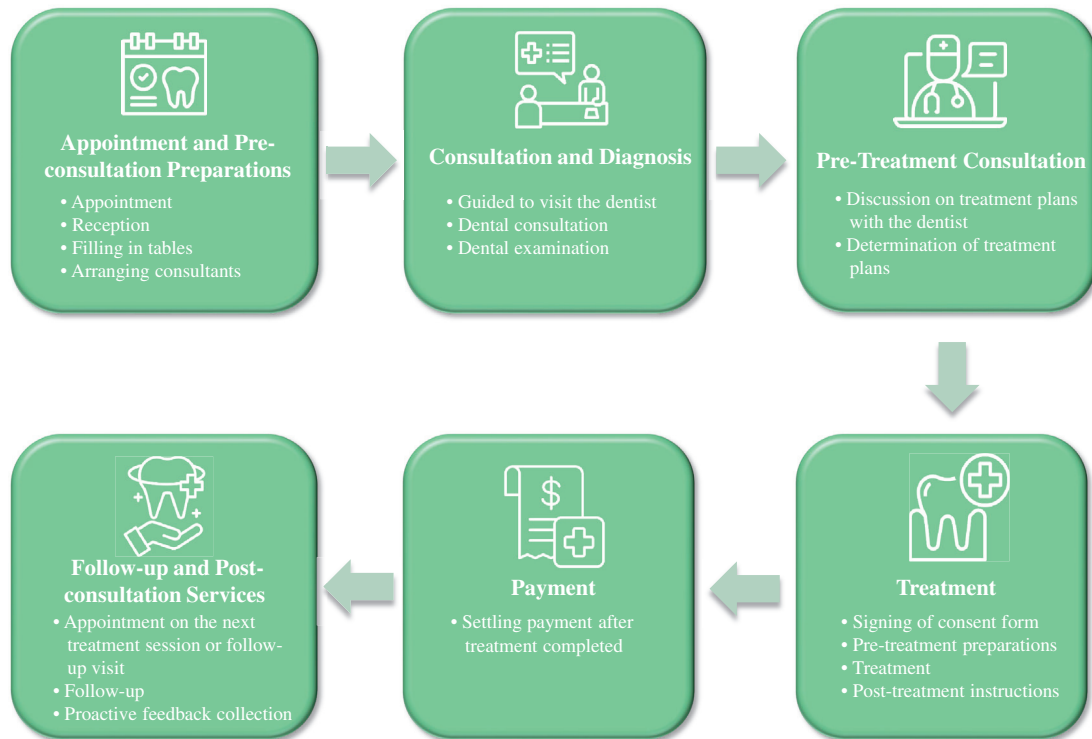 Appointment and Pre-
consultation Preparations
• Appointment
• Reception
• Filling in tables
• Arranging consultants
Consultation and Diagnosis
• Guided to visit the dentist
• Dental consultation
• Dental examination
Pre-Treatment Consultation
• Discussion on treatment plans
with the dentist
• Determination of treatment
plans
Treatment
• Signing of consent form
• Pre-treatment preparations
• Treatment
• Post-treatment instructions
$
Payment
• Settling payment after
treatment completed
Follow-up and Post-
consultation Services
• Appointment on the next
treatment session or follow-
up visit
• Follow-up
• Proactive feedback collection